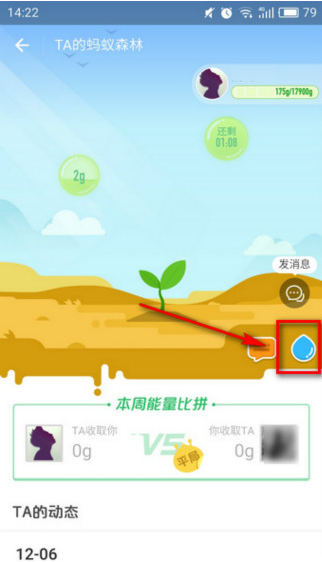 14:22
79
TA的蚂蚁森林
175g/17900g
还剩
01:08
2g
发消息
本周能量比拼
TA收取你
0g
VS
平局
你收取TA
0g
TA的动态
12-06